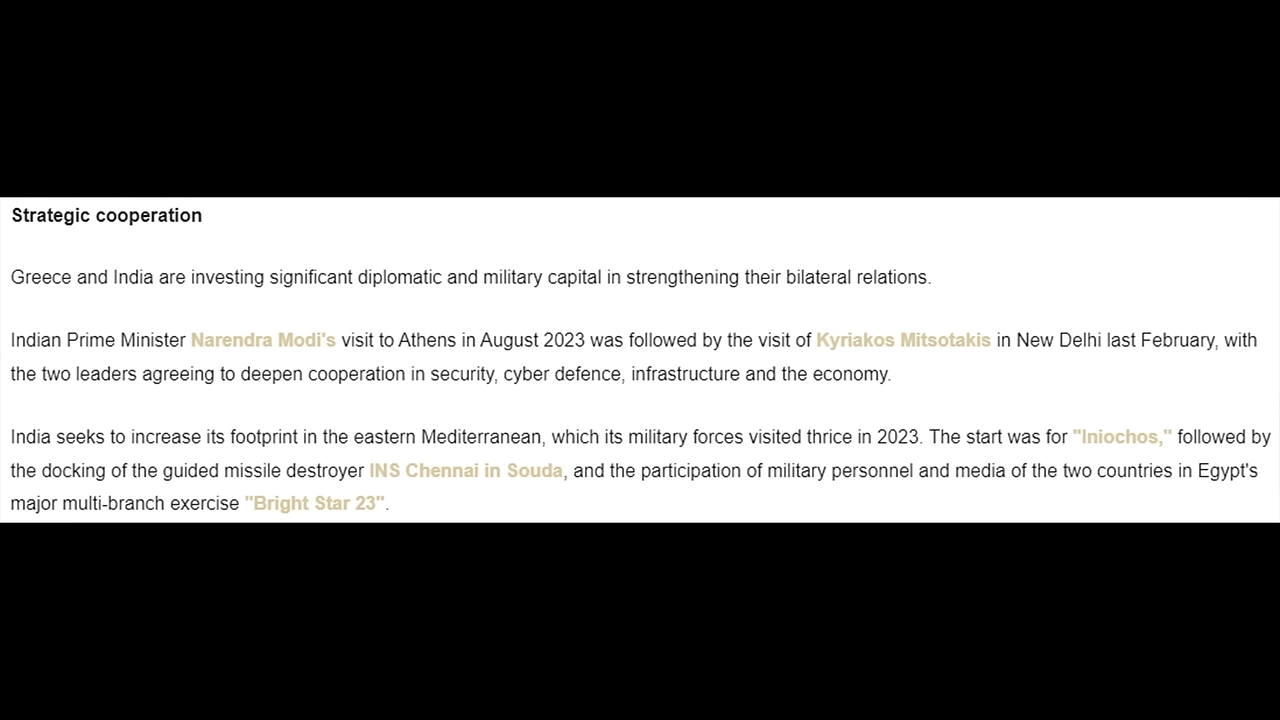 Strategic cooperation
Greece and India are investing significant diplomatic and military capital in strengthening their bilateral relations.
Indian Prime Minister Narendra Modi's visit to Athens in August 2023 was followed by the visit of Kyriakos Mitsotakis in New Delhi last February, with
the two leaders agreeing to deepen cooperation in security, cyber defence, infrastructure and the economy.
India seeks to increase its footprint in the eastern Mediterranean, which its military forces visited thrice in 2023. The start was for "Iniochos," followed by
the docking of the guided missile destroyer INS Chennai in Souda, and the participation of military personnel and media of the two countries in Egypt's
major multi-branch exercise "Bright Star 23".